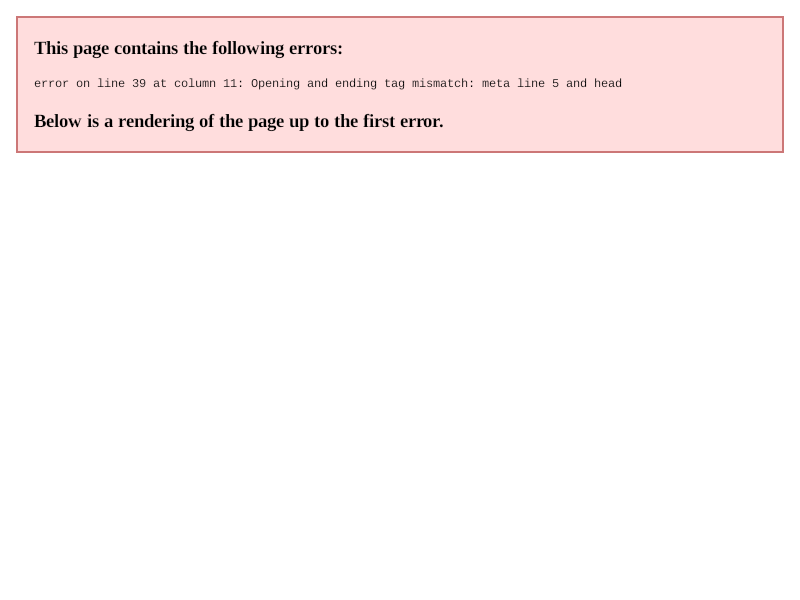 This page contains the following errors:
error on line 39 at column 11: Opening and ending tag mismatch: meta line 5 and head
Below is a rendering of the page up to the first error.